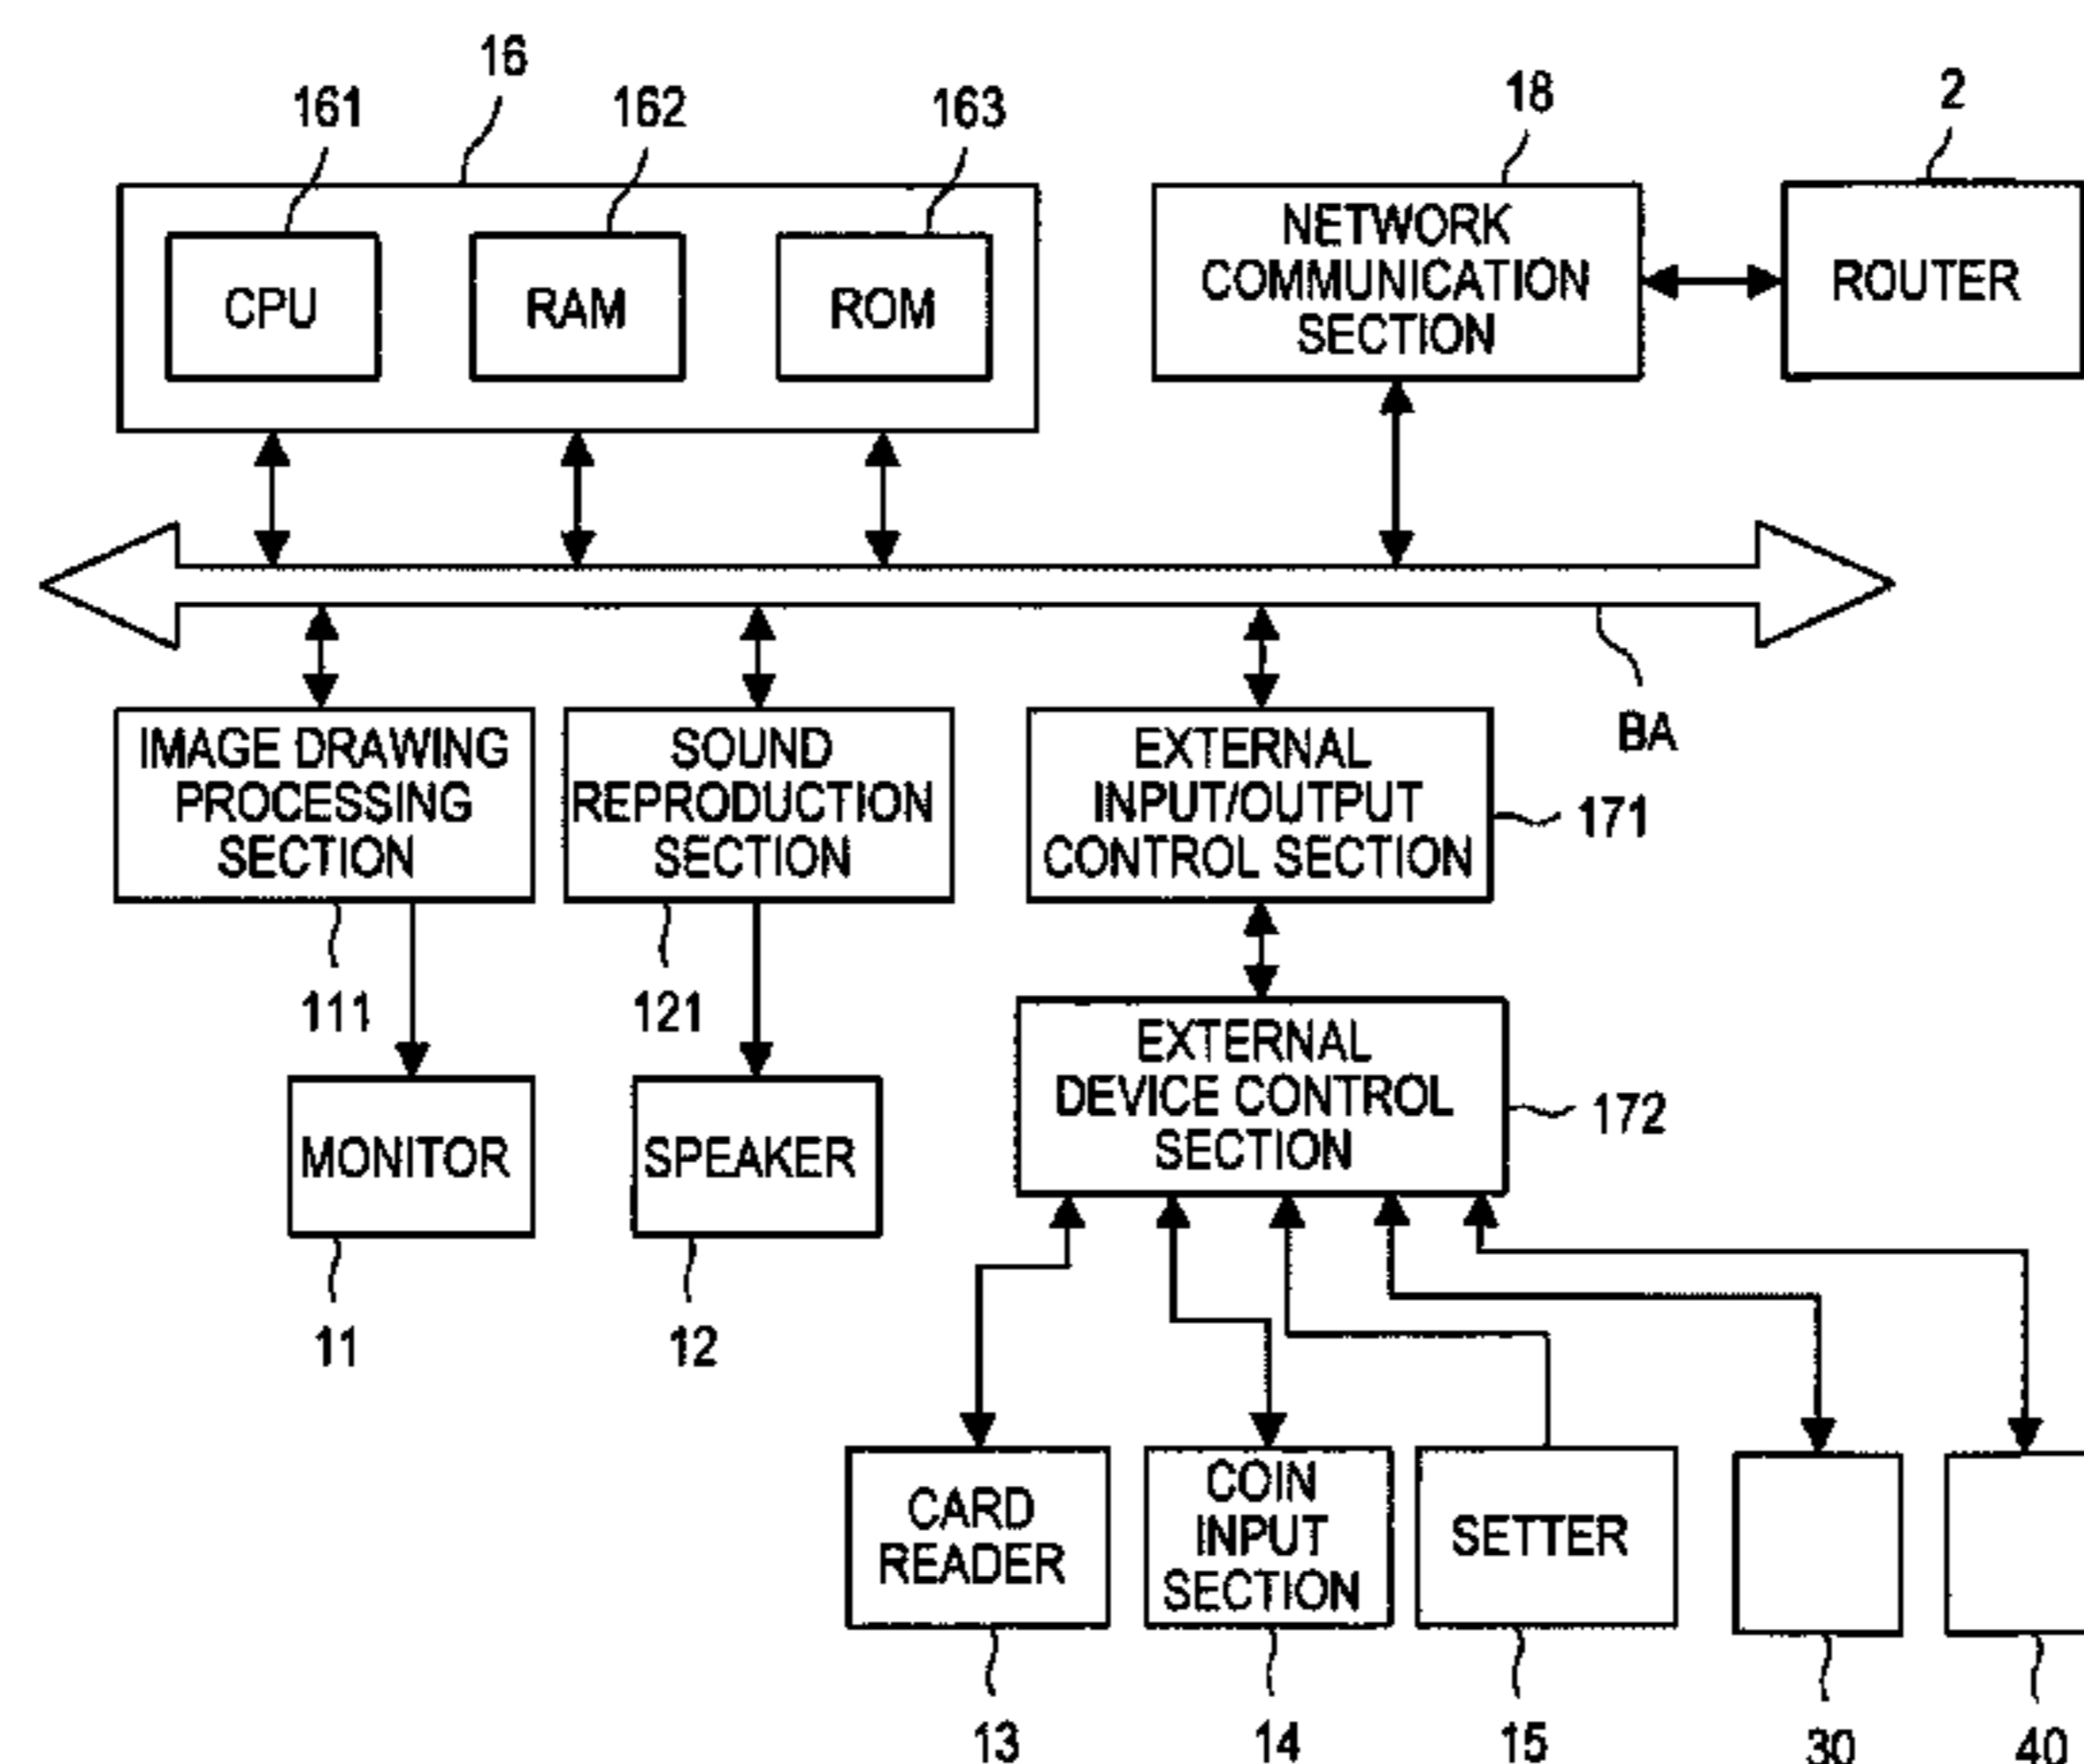 16
161
162
163
18
2
CPU
RAM
ROM
NETWORK
COMMUNICATION
SECTION
ROUTER
BA
IMAGE DRAWING
PROCESSING
SECTION
SOUND
REPRODUCTION
SECTION
EXTERNAL
INPUT/OUTPUT
CONTROL SECTION
171
111
121
EXTERNAL
DEVICE CONTROL
SECTION
172
MONITOR
SPEAKER
11
12
CARD
READER
COIN
INPUT
SECTION
SETTER
13
14
15
30
40